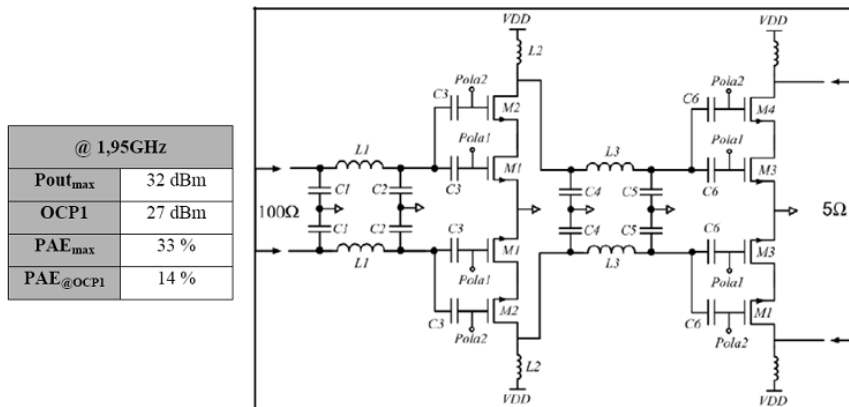 @ 1,95GHz
Poutmax 32 dBm
OCP1 27 dBm
PAEmax 33 %
PAE@OCP1 14 %
VDD VDD
L2
Pola2 Pola2
C3 M2 C6 M4
L1 Pola1 L3 Pola1
C3 M1 C6 M3
C1 C2 C4 C5
100Ω 5Ω
C1 C2 C3 C4 C5 C6
L1 M1 L3 M3
Pola1 Pola1
C3 M2 C6 M1
Pola2 Pola2
L2
VDD VDD